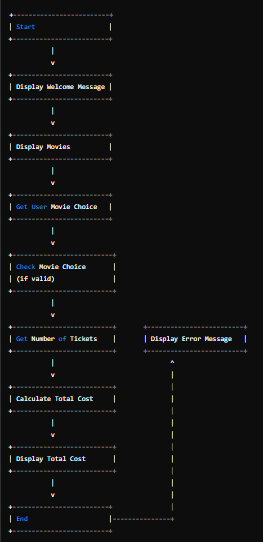 Start
Display Welcome Message
Display Movies
Get User Movie Choice
Check Movie Choice
(if valid)
Get Number of Tickets
Display Error Message
Calculate Total Cost
Display Total Cost
End